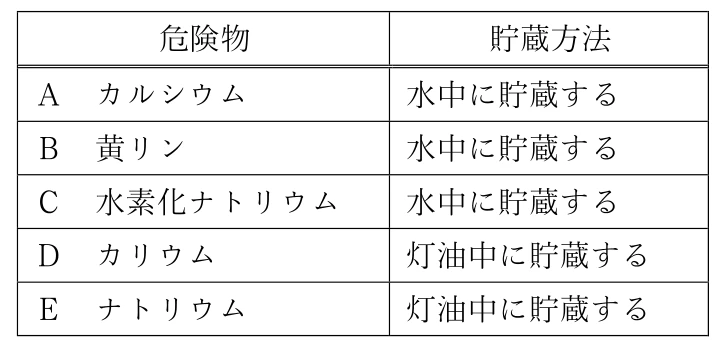 危険物 貯蔵方法
A カルシウム 水中に貯蔵する
B 黄リン 水中に貯蔵する
C 水素化ナトリウム 水中に貯蔵する
D カリウム 灯油中に貯蔵する
E ナトリウム 灯油中に貯蔵する